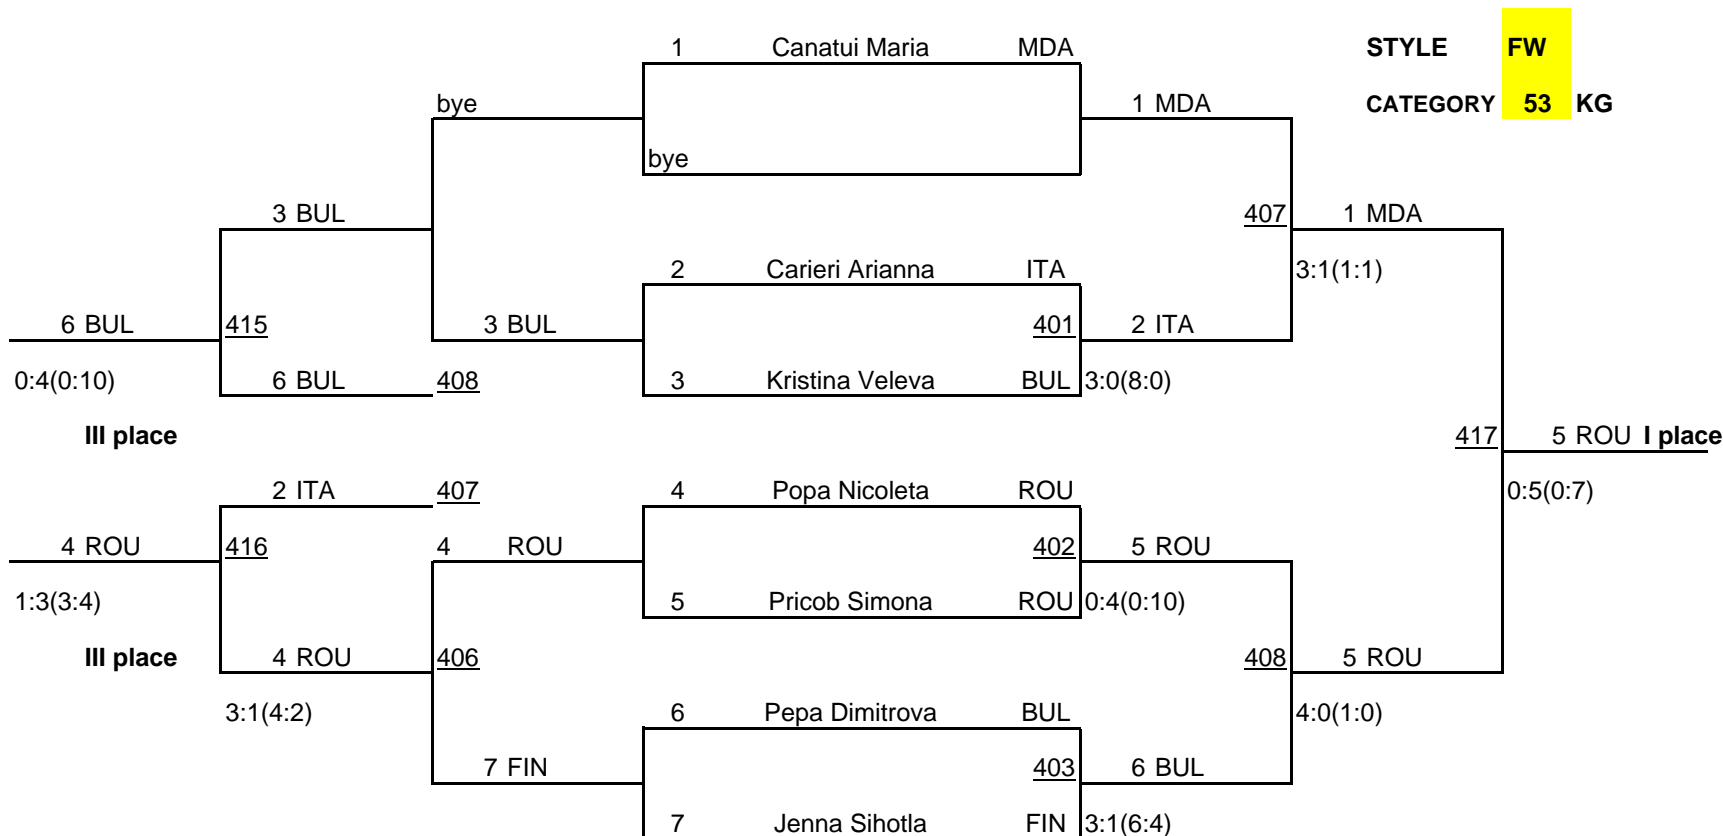 1 Canatui Maria MDA STYLE FW
bye 1 MDA CATEGORY 53 KG
bye
3 BUL 407 1 MDA
2 Carieri Arianna ITA 3:1(1:1)
6 BUL 415 3 BUL 401 2 ITA
0:4(0:10) 6 BUL 408 3 Kristina Veleva BUL 3:0(8:0)
III place 417 5 ROU I place
2 ITA 407 4 Popa Nicoleta ROU 0:5(0:7)
4 ROU 416 4 ROU 402 5 ROU
1:3(3:4) 5 Pricob Simona ROU 0:4(0:10)
III place 4 ROU 406 408 5 ROU
3:1(4:2) 6 Pepa Dimitrova BUL 4:0(1:0)
7 FIN 403 6 BUL
7 Jenna Sihotla FIN 3:1(6:4)